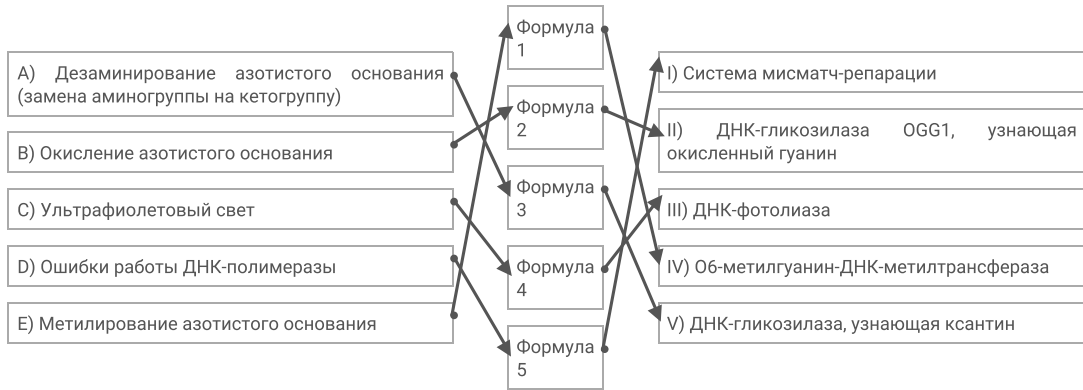 A) Дезаминирование азотистого основания
(замена аминогруппы на кетогруппу)
B) Окисление азотистого основания
C) Ультрафиолетовый свет
D) Ошибки работы ДНК-полимеразы
E) Метилирование азотистого основания
Формула
1
Формула
2
Формула
3
Формула
4
Формула
5
I) Система мисматч-репарации
II) ДНК-гликозилаза OGG1, узнающая
окисленный гуанин
III) ДНК-фотолиаза
IV) О6-метилгуанин-ДНК-метилтрансфераза
V) ДНК-гликозилаза, узнающая ксантин